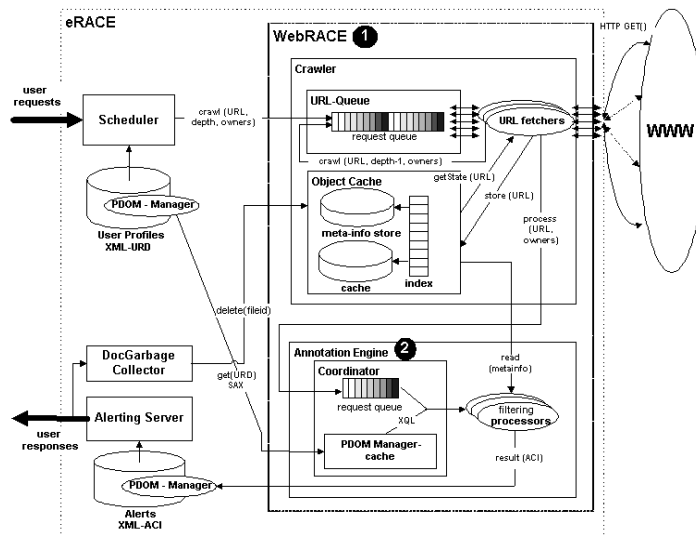 eRACE
WebRACE 1
HTTP GET()
Crawler
user
requests
Scheduler
crawl (URL,
depth, owners)
URL-Queue
request queue
URL fetchers
WWW
crawl (URL, depth-1, owners)
getState (URL)
store (URL)
process
(URL,
owners)
PDOM - Manager
User Profiles
XML-URD
Object Cache
meta-info store
cache
index
delete(fileid)
DocGarbage
Collector
get(URD)
SAX
Annotation Engine 2
Coordinator
request queue
read
(metainfo)
XQL
filtering
processors
Alerting Server
user
responses
PDOM Manager-
cache
result (ACI)
PDOM - Manager
Alerts
XML-ACI